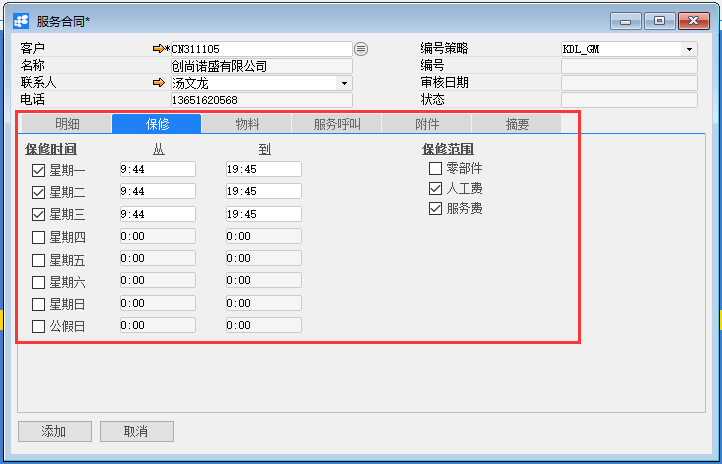 服务合同*
客户 *CN311105 编号策略 KDL_GM
名称 创尚诺盛有限公司 编号
联系人 汤文龙 审核日期
电话 13651620568 状态
明细 保修 物料 服务呼叫 附件 摘要
保修时间 从 到 保修范围
星期一 9:44 19:45 零部件
星期二 9:44 19:45 人工费
星期三 9:44 19:45 服务费
星期四 0:00 0:00
星期五 0:00 0:00
星期六 0:00 0:00
星期日 0:00 0:00
公假日 0:00 0:00
添加 取消